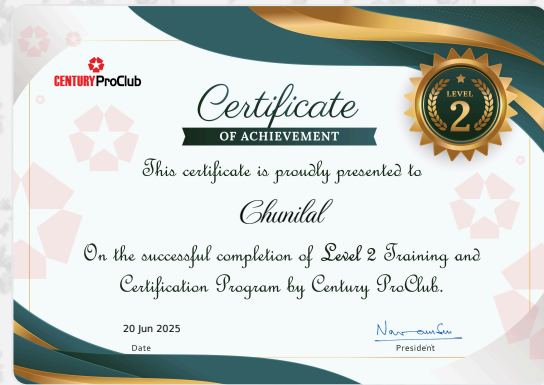 CENTURY ProClub
Certificate
OF ACHIEVEMENT
LEVEL
2
This certificate is proudly presented to
Chunilal
On the successful completion of Level 2 Training and
Certification Program by Century ProClub.
20 Jun 2025
Date
President